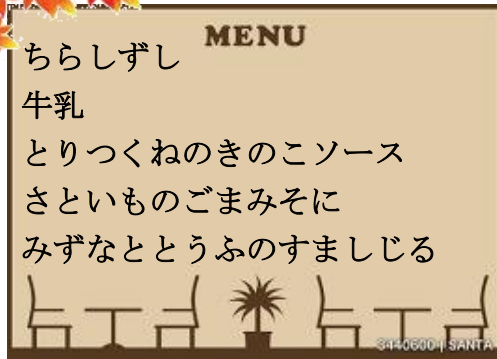 MENU
ちらしずし
牛乳
とりつくねのきのこソース
さといものごまみそに
みずなととうふのすましじる
3440600 | SANTA